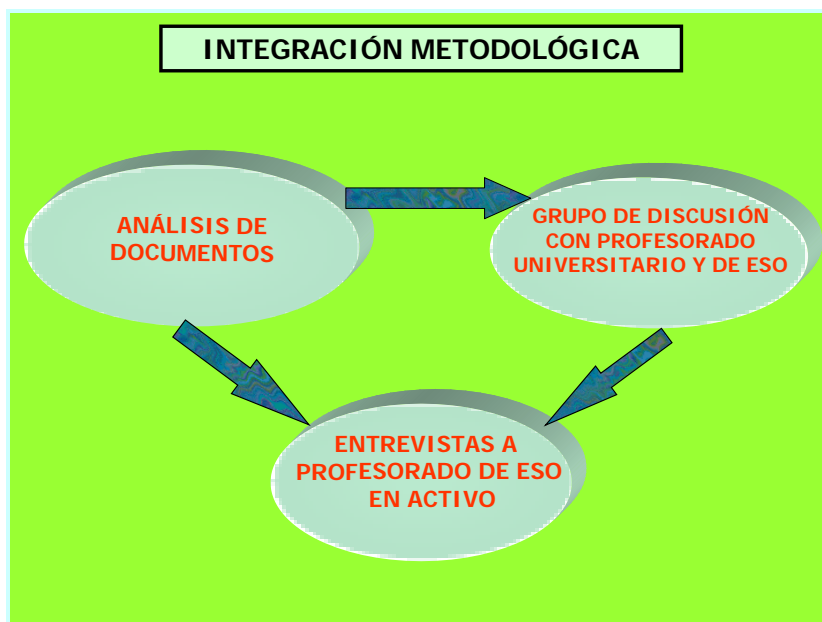 INTEGRACIÓN METODOLÓGICA
ANÁLISIS DE
DOCUMENTOS
GRUPO DE DISCUSIÓN
CON PROFESORADO
UNIVERSITARIO Y DE ESO
ENTREVISTAS A
PROFESORADO DE ESO
EN ACTIVO